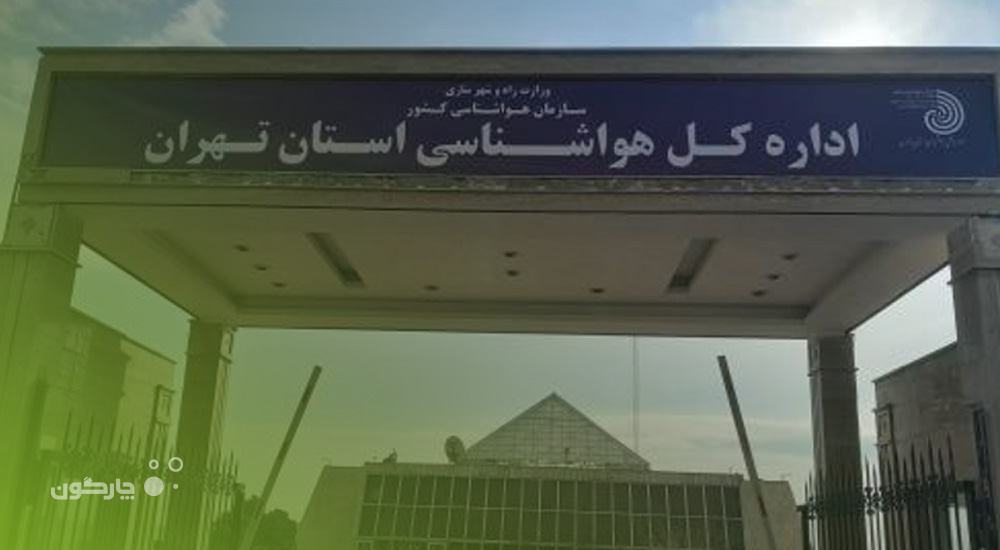 وزارت راه و شهرسازی
سازمان هواشناسی کشور
اداره کل هواشناسی استان تهران
چارگون